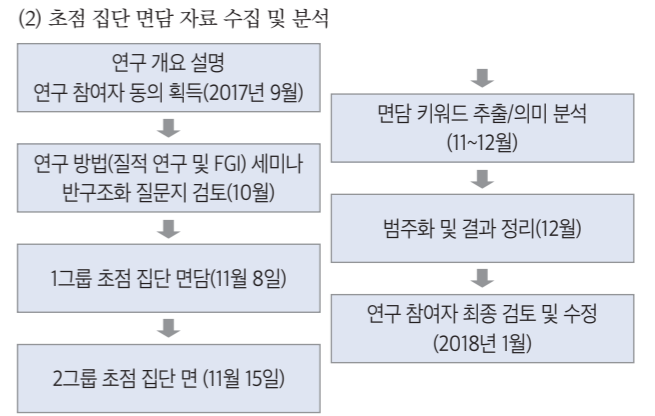 (2) 초점 집단 면담 자료 수집 및 분석
연구 개요 설명
연구 참여자 동의 획득(2017년 9월)
연구 방법(질적 연구 및 FGI) 세미나
반구조화 질문지 검토(10월)
1그룹 초점 집단 면담(11월 8일)
2그룹 초점 집단 면 (11월 15일)
면담 키워드 추출/의미 분석
(11~12월)
범주화 및 결과 정리(12월)
연구 참여자 최종 검토 및 수정
(2018년 1월)